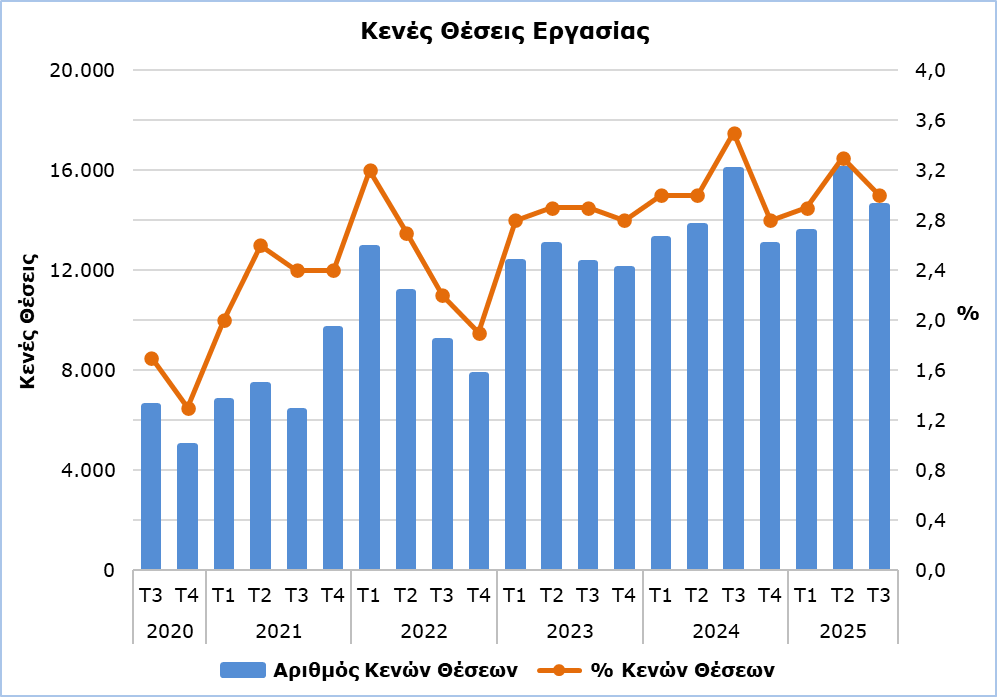 Κενές Θέσεις Εργασίας
20.000 4,0
3,6
16.000 3,2
2,8
12.000 2,4
Κενές Θέσεις
2,0 %
8.000 1,6
1,2
4.000 0,8
0,4
0 0,0
Τ3 Τ4 Τ1 Τ2 Τ3 Τ4 Τ1 Τ2 Τ3 Τ4 Τ1 Τ2 Τ3 Τ4 Τ1 Τ2 Τ3 Τ4 Τ1 Τ2 Τ3
2020 2021 2022 2023 2024 2025
Αριθμός Κενών Θέσεων % Κενών Θέσεων